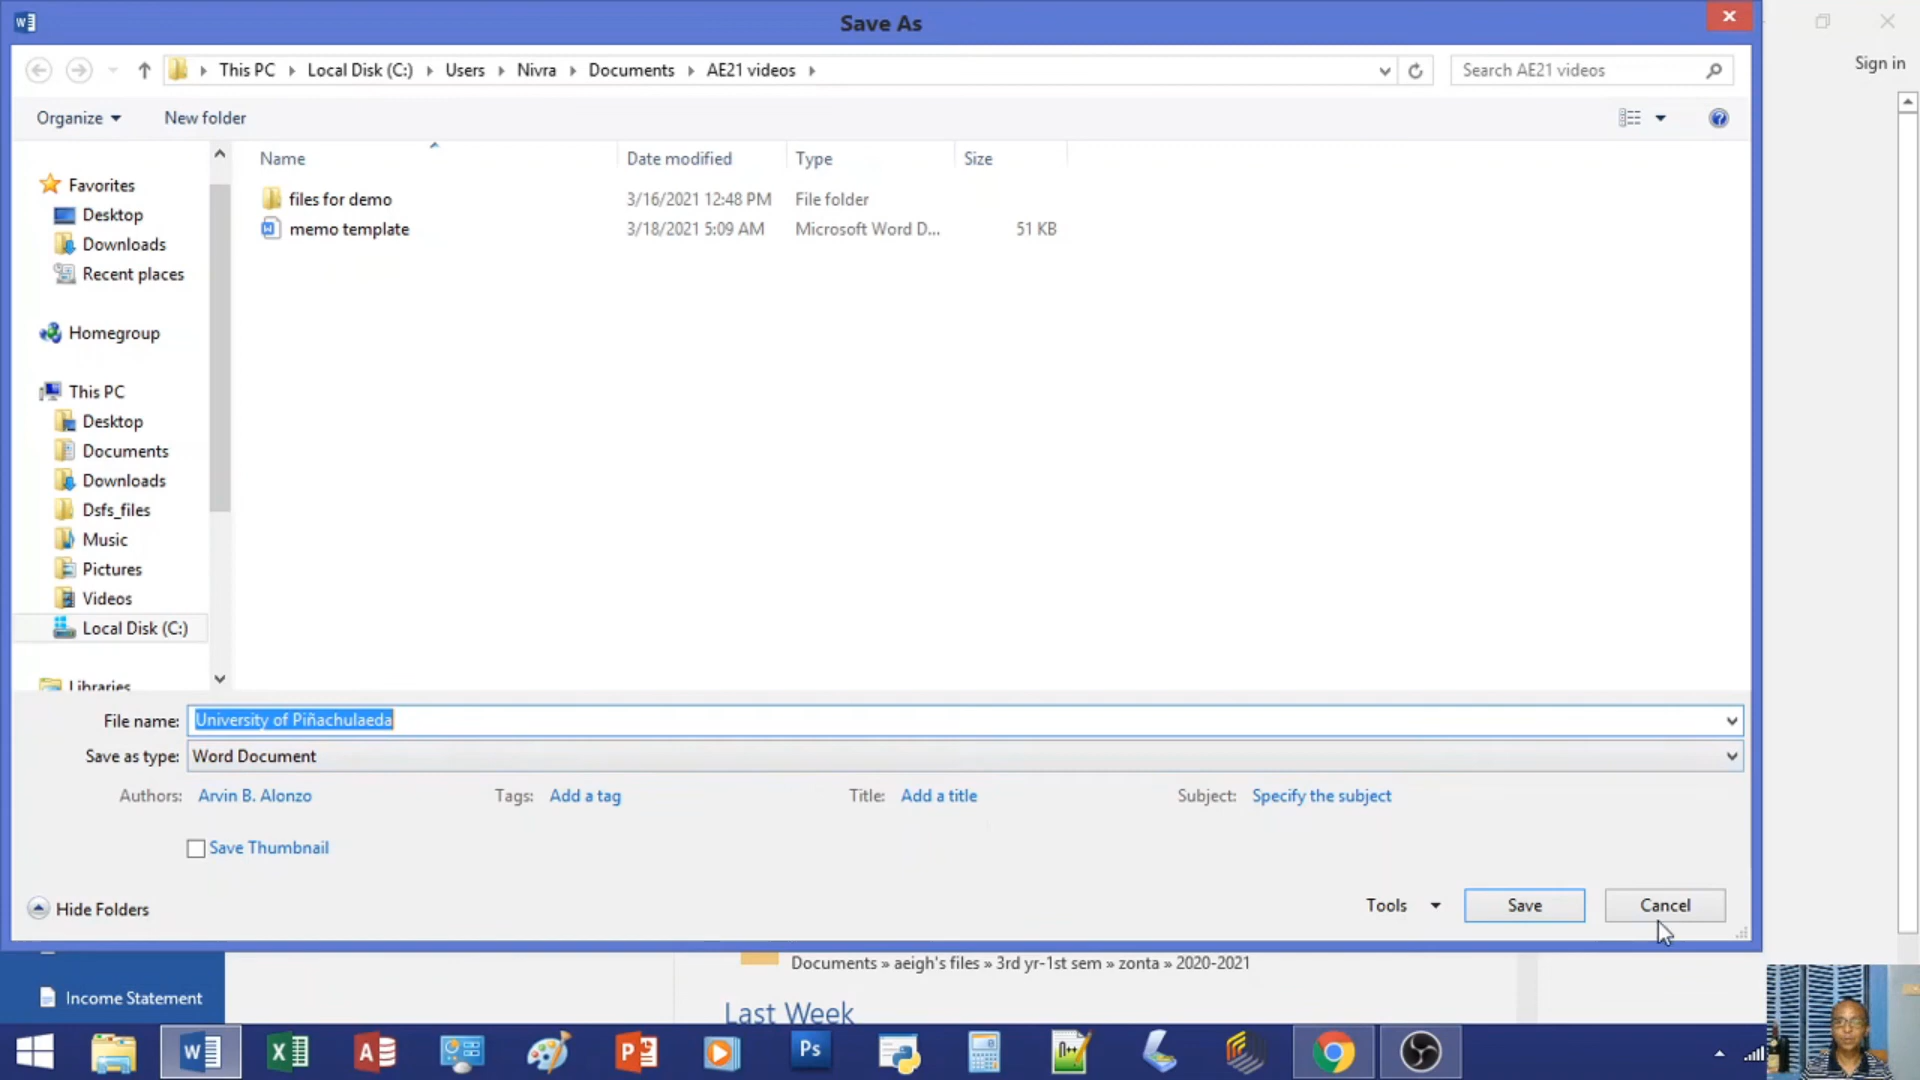 Save As
Sign in
This PC Local Disk (C:) Users Nivra Documents AE21 videos
Search AE21 videos
Organize New folder
Name Date modified Type Size
files for demo 3/16/2021 12:48 PM File folder
memo template 3/18/2021 5:09 AM Microsoft Word D... 51 KB
Favorites
Desktop
Downloads
Recent places
Homegroup
This PC
Desktop
Documents
Downloads
Dsfs_files
Music
Pictures
Videos
Local Disk (C:)
Libraries
File name: University of Piñachulaeda
Save as type: Word Document
Authors: Arvin B. Alonzo Tags: Add a tag Title: Add a title Subject: Specify the subject
Save Thumbnail
Hide Folders
Tools Save Cancel
Documents » aeigh's files » 3rd yr-1st sem » zonta » 2020-2021
Income Statement
Last Week